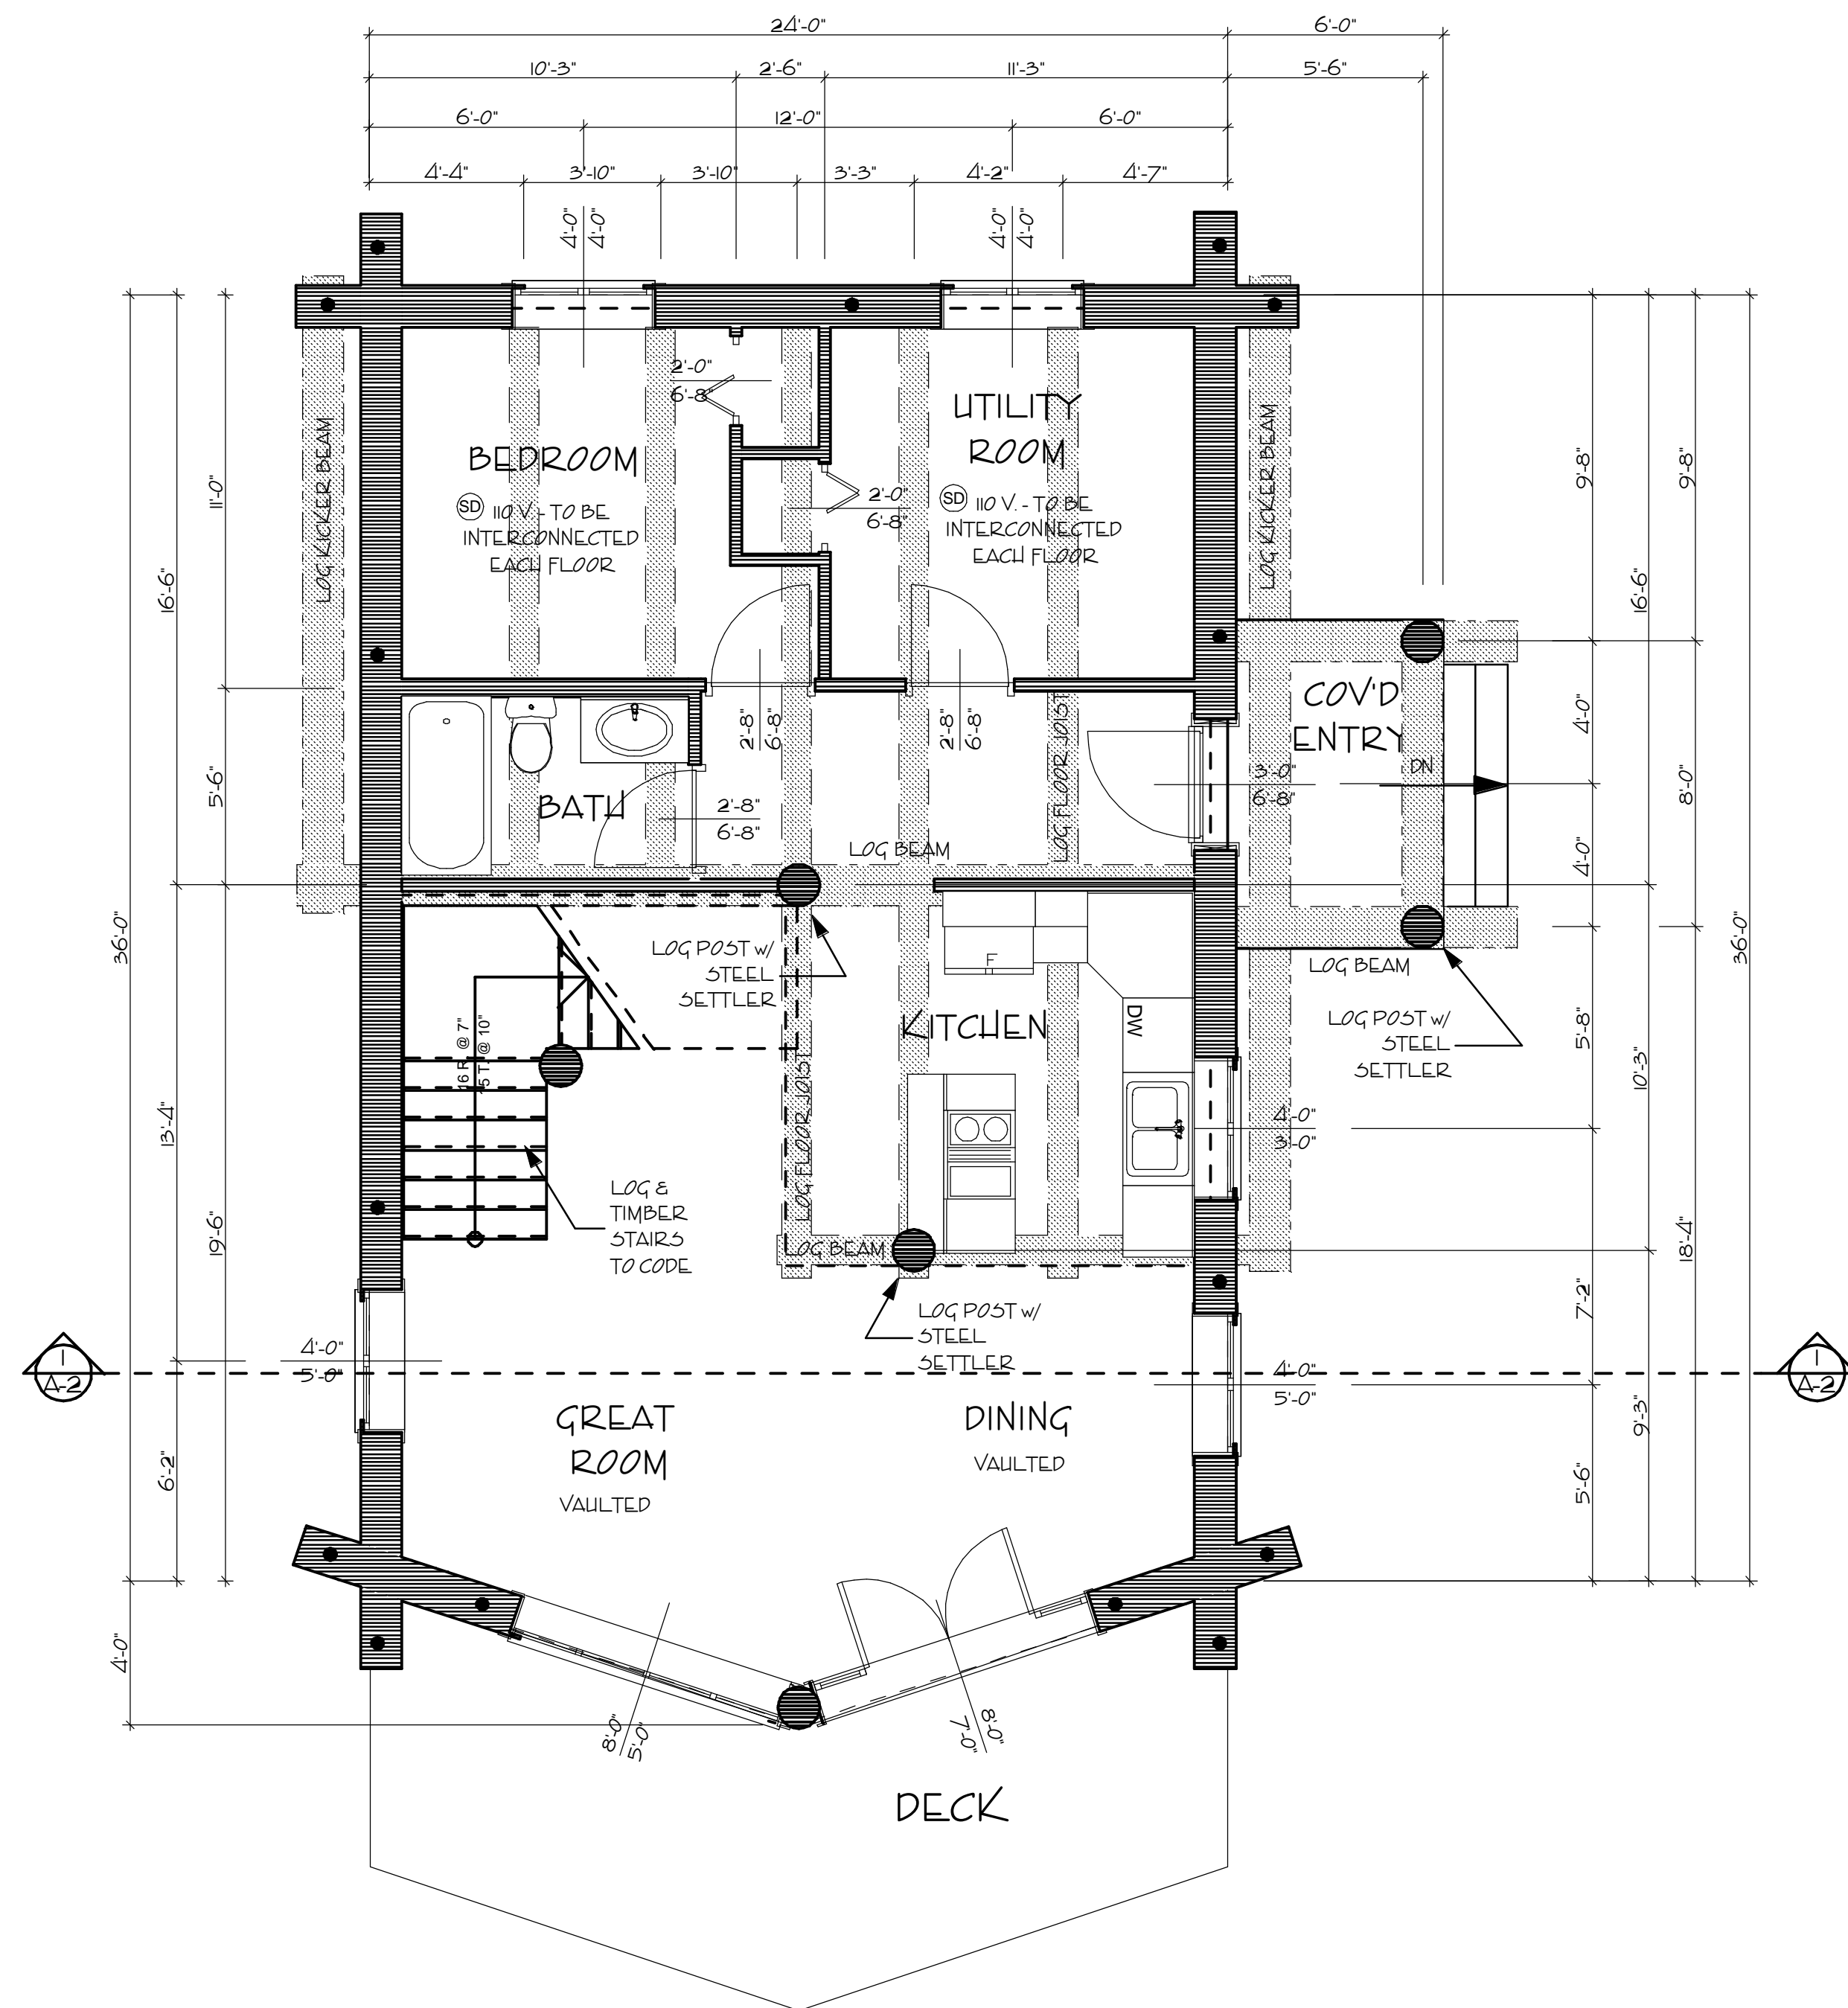 24'-0" 6'-0"
10'-3" 2'-6" 11'-3" 5'-6"
6'-0" 12'-0" 6'-0"
4'-4" 3'-10" 3'-10" 3'-3" 4'-2" 4'-7"
4'-0"
4'-0"
4'-0"
4'-0"
2'-0"
6'-8"
BEDROOM
SD 110 V. - TO BE
INTERCONNECTED
EACH FLOOR
UTILITY
ROOM
2'-0"
6'-8"
SD 110 V. - TO BE
INTERCONNECTED
EACH FLOOR
LOG KICKER BEAM
LOG KICKER BEAM
11'-0"
16'-6"
5'-6"
36'-0"
13'-4"
19'-6"
6'-2"
4'-0"
9'-8"
9'-8"
16'-6"
4'-0"
8'-0"
4'-0"
36'-0"
5'-8"
10'-3"
18'-4"
7'-2"
9'-3"
5'-6"
COV'D
ENTRY
DN
3'-0"
6'-8"
2'-8"
6'-8"
2'-8"
6'-8"
BATH
2'-8"
6'-8"
LOG FLOOR JOIST
LOG BEAM
LOG POST w/
STEEL
SETTLER
F
KITCHEN
DW
LOG BEAM
LOG POST w/
STEEL
SETTLER
16 R @ 7"
15 T. @ 10"
LOG FLOOR JOIST
4'-0"
3'-0"
LOG &
TIMBER
STAIRS
TO CODE
LOG BEAM
LOG POST w/
STEEL
SETTLER
1
A-2
4'-0"
5'-0"
4'-0"
5'-0"
1
A-2
GREAT
ROOM
VAULTED
DINING
VAULTED
8'-0"
5'-0"
8'-0"
7'-0"
DECK